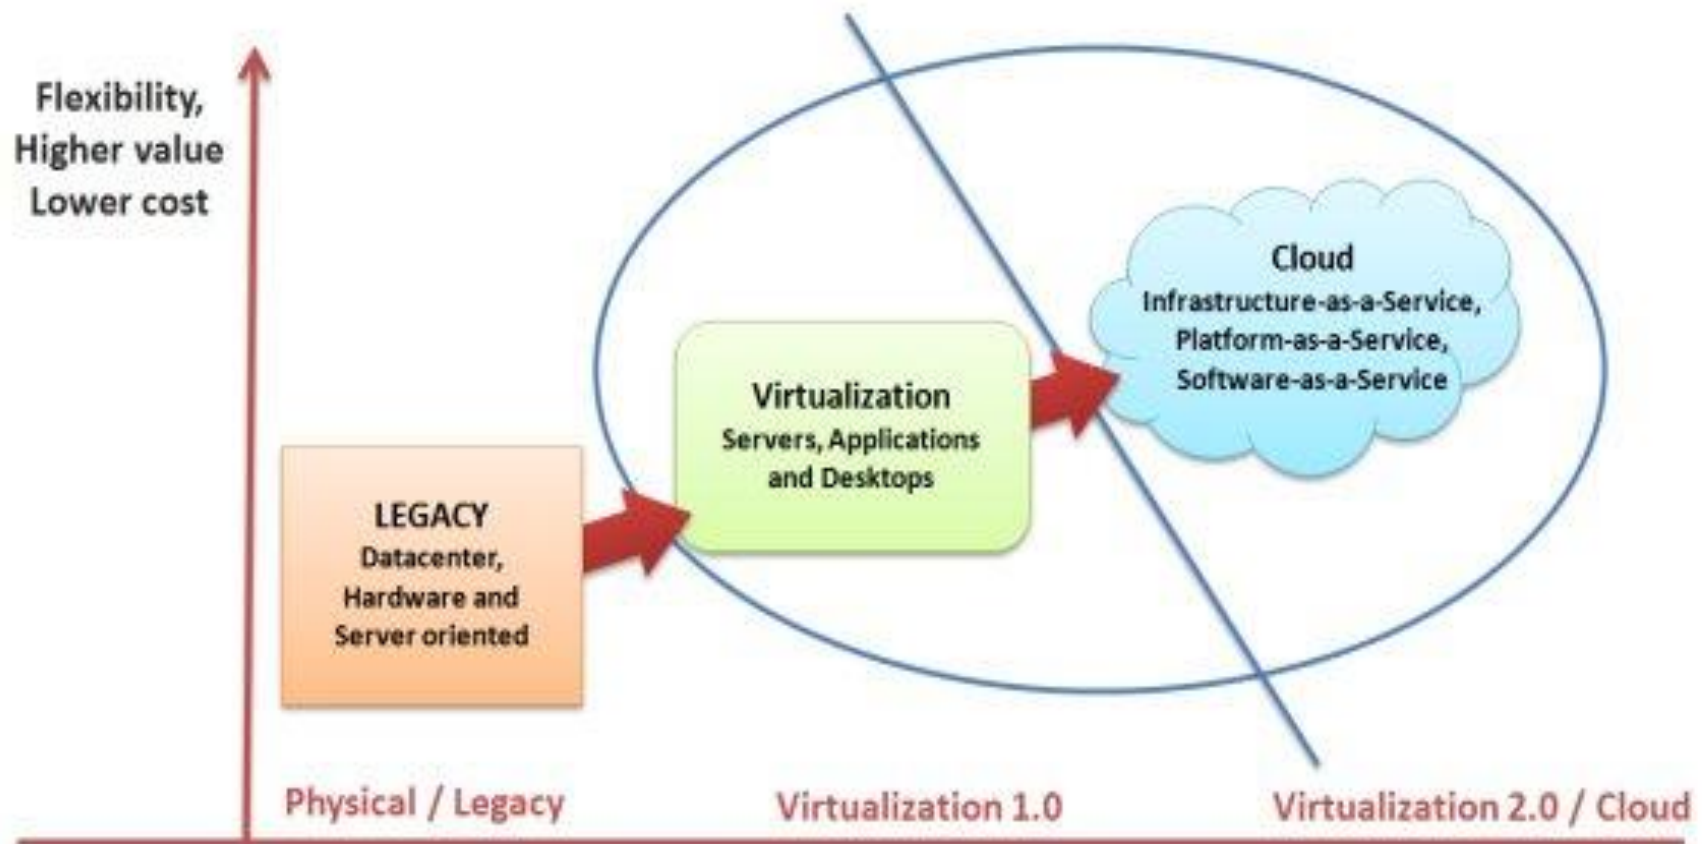 Flexibility,
Higher value
Lower cost
Cloud
Infrastructure-as-a-Service,
Platform-as-a-Service,
Software-as-a-Service
Virtualization
Servers, Applications
and Desktops
LEGACY
Datacenter,
Hardware and
Server oriented
Physical / Legacy
Virtualization 1.0
Virtualization 2.0 / Cloud